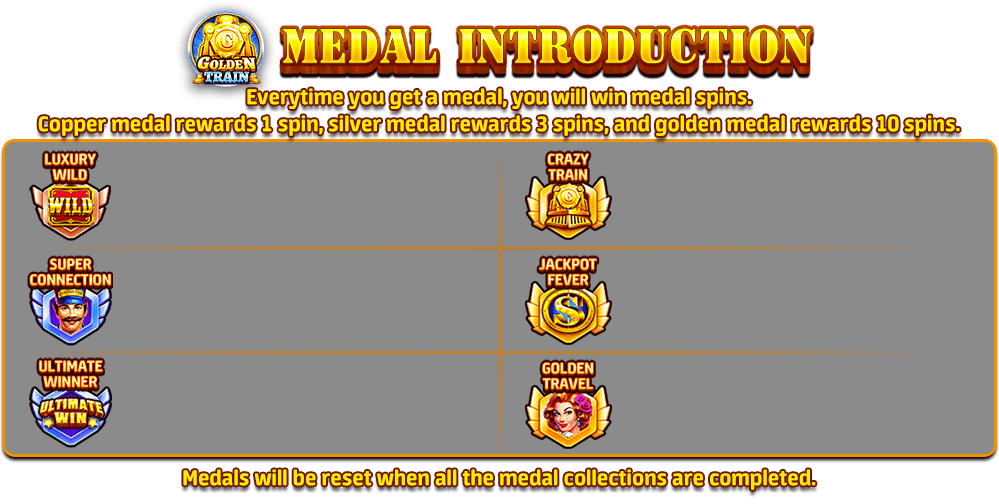 GOLDEN
TRAIN
MEDAL INTRODUCTION
Everytime you get a medal, you will win medal spins.
Copper medal rewards 1 spin, silver medal rewards 3 spins, and golden medal rewards 10 spins.
LUXURY
WILD
WILD
CRAZY
TRAIN
G
SUPER
CONNECTION
JACKPOT
FEVER
S
ULTIMATE
WINNER
ULTIMATE
WIN
GOLDEN
TRAVEL
Medals will be reset when all the medal collections are completed.